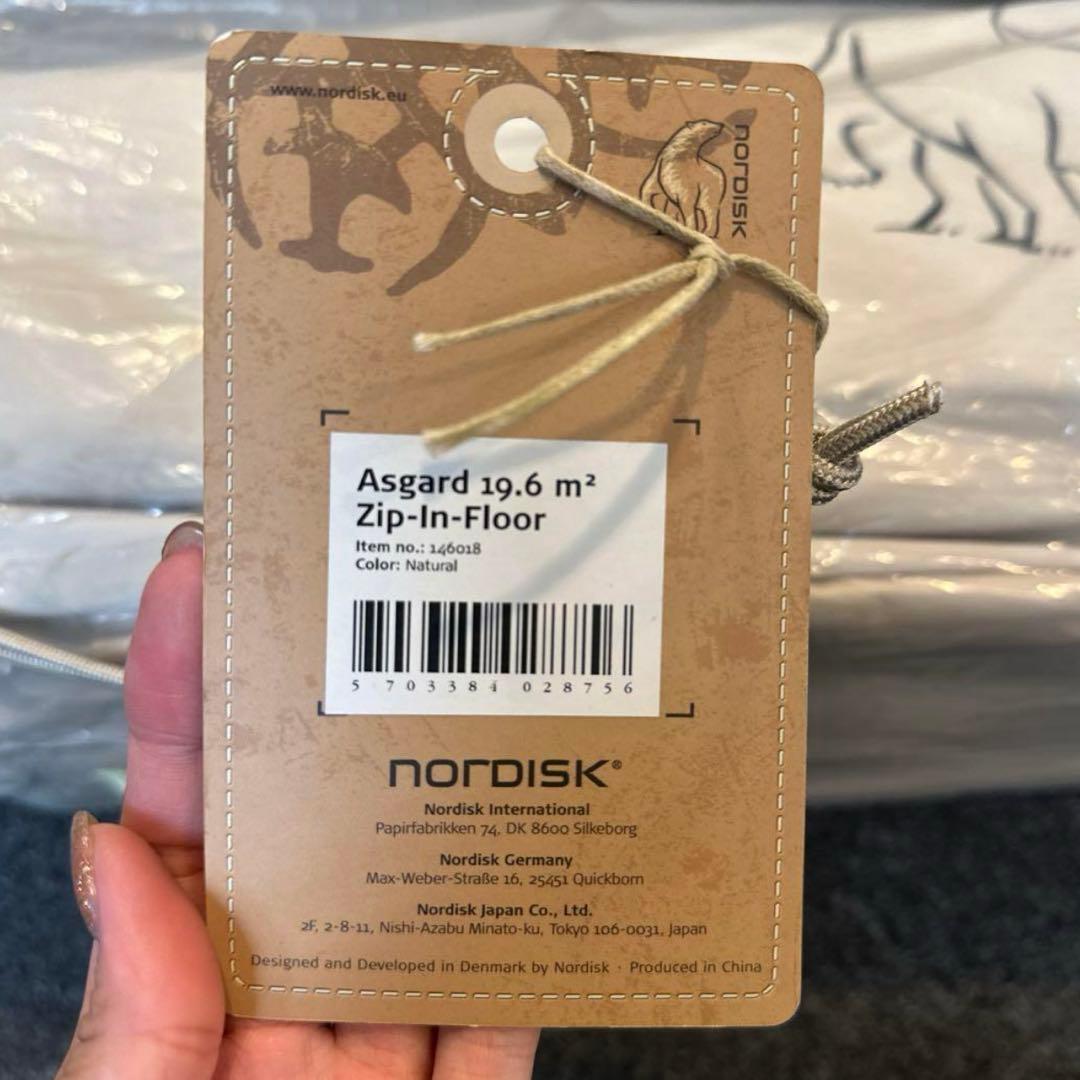 www.nordisk.eu
nordisk
Asgard 19.6 m²
Zip-In-Floor
Item no.: 146018
Color: Natural
5 703384 028756
nordisk®
Nordisk International
Papirfabrikken 74, DK 8600 Silkeborg
Nordisk Germany
Max-Weber-Straße 16, 25451 Quickborn
Nordisk Japan Co., Ltd.
2F, 2-8-11, Nishi-Azabu Minato-ku, Tokyo 106-0031, Japan
Designed and Developed in Denmark by Nordisk · Produced in China